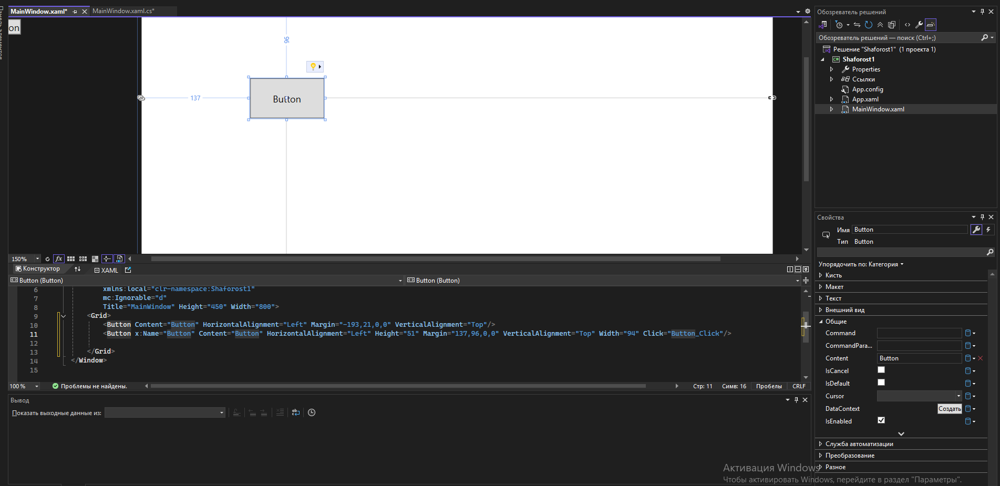 MainWindow.xaml*
MainWindow.xaml.cs*
Панель элементов
on
96
137
Button
150%
fx
Конструктор
XAML
Button (Button)
Button (Button)
6 xmlns:local="clr-namespace:Shaforost1"
7 mc:Ignorable="d"
8 Title="MainWindow" Height="450" Width="800">
9 <Grid>
10 <Button Content="Button" HorizontalAlignment="Left" Margin="-193,21,0,0" VerticalAlignment="Top"/>
11 <Button x:Name="Button" Content="Button" HorizontalAlignment="Left" Height="51" Margin="137,96,0,0" VerticalAlignment="Top" Width="94" Click="Button_Click"/>
12
13 </Grid>
14 </Window>
15
100 %
Проблемы не найдены.
Стр: 11
Симв: 16
Пробелы
CRLF
Вывод
Показать выходные данные из:
Обозреватель решений
Обозреватель решений — поиск (Ctrl+;)
Решение "Shaforost1" (1 проекта 1)
C# Shaforost1
Properties
Ссылки
App.config
App.xaml
MainWindow.xaml
Свойства
Имя Button
Тип Button
Упорядочить по: Категория
Кисть
Макет
Текст
Внешний вид
Общие
Command
CommandPara...
Content Button
IsCancel
IsDefault
Cursor
DataContext Создать
IsEnabled
Служба автоматизации
Преобразование
Разное
Активация Windows
Чтобы активировать Windows, перейдите в раздел "Параметры".